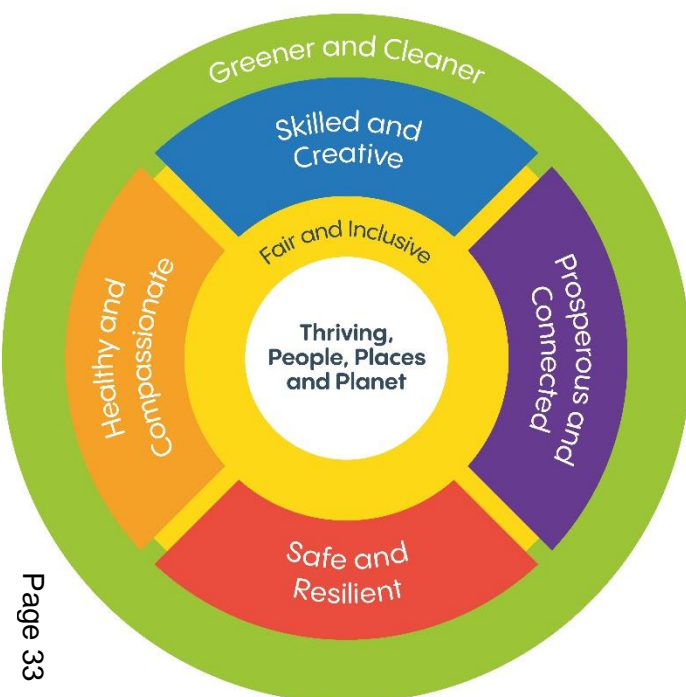 Greener and Cleaner
Skilled and
Creative
Fair and Inclusive
Healthy and
Compassionate
Thriving,
People, Places
and Planet
Prosperous and
Connected
Safe and
Resilient
Page 33